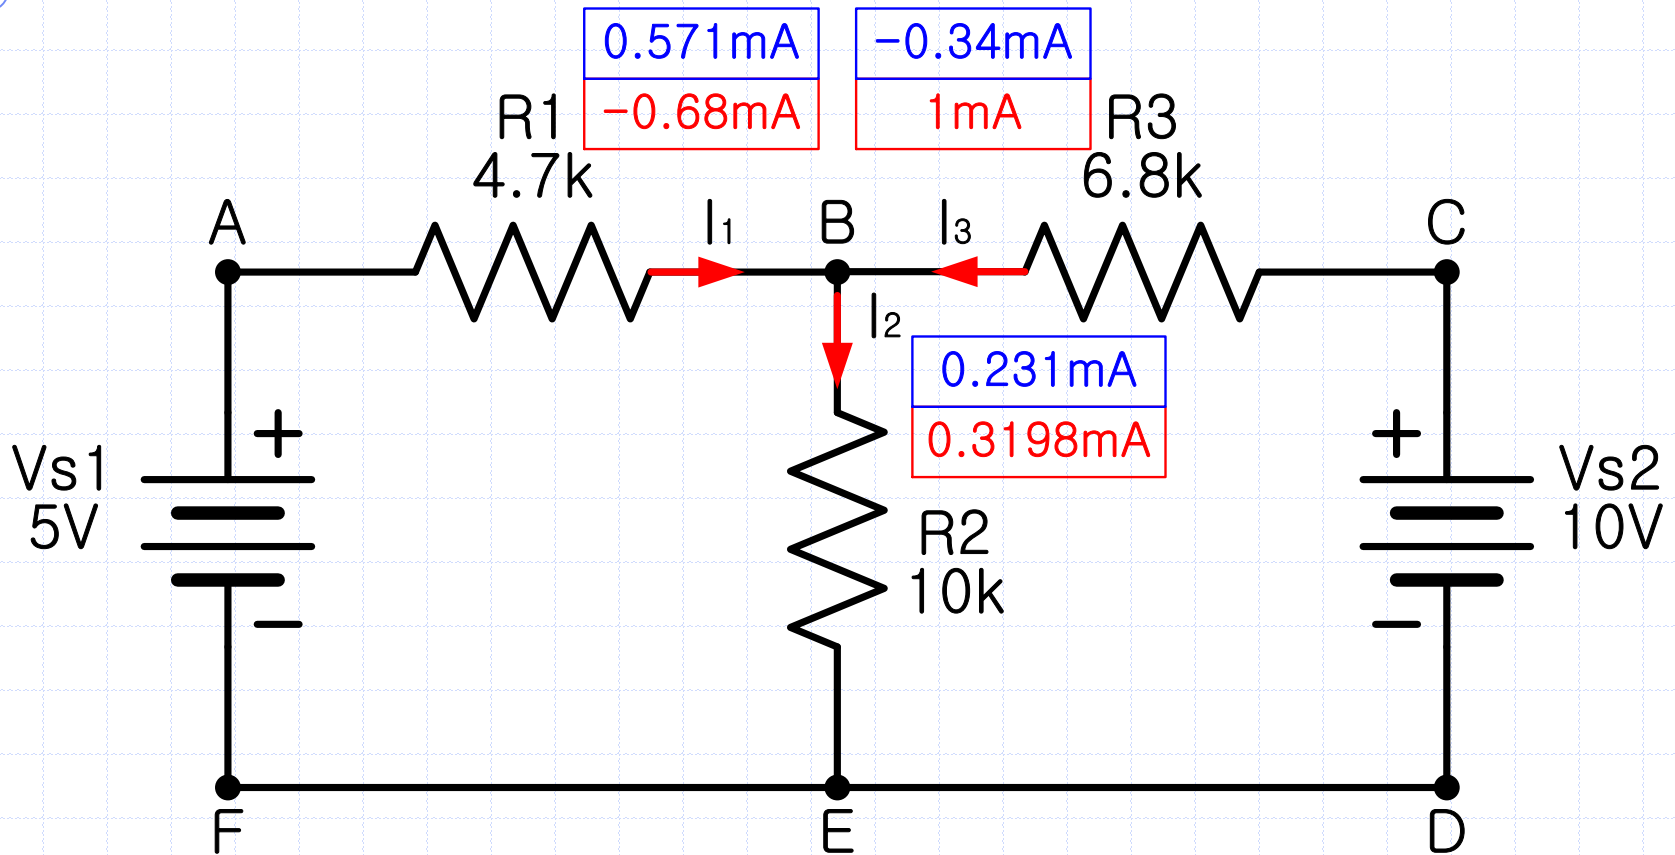 0.571mA
-0.68mA
-0.34mA
1mA
R1
4.7k
R3
6.8k
A
I1
B
I3
C
I2
0.231mA
0.3198mA
+
+
Vs1
5V
Vs2
10V
R2
10k
-
-
F
E
D